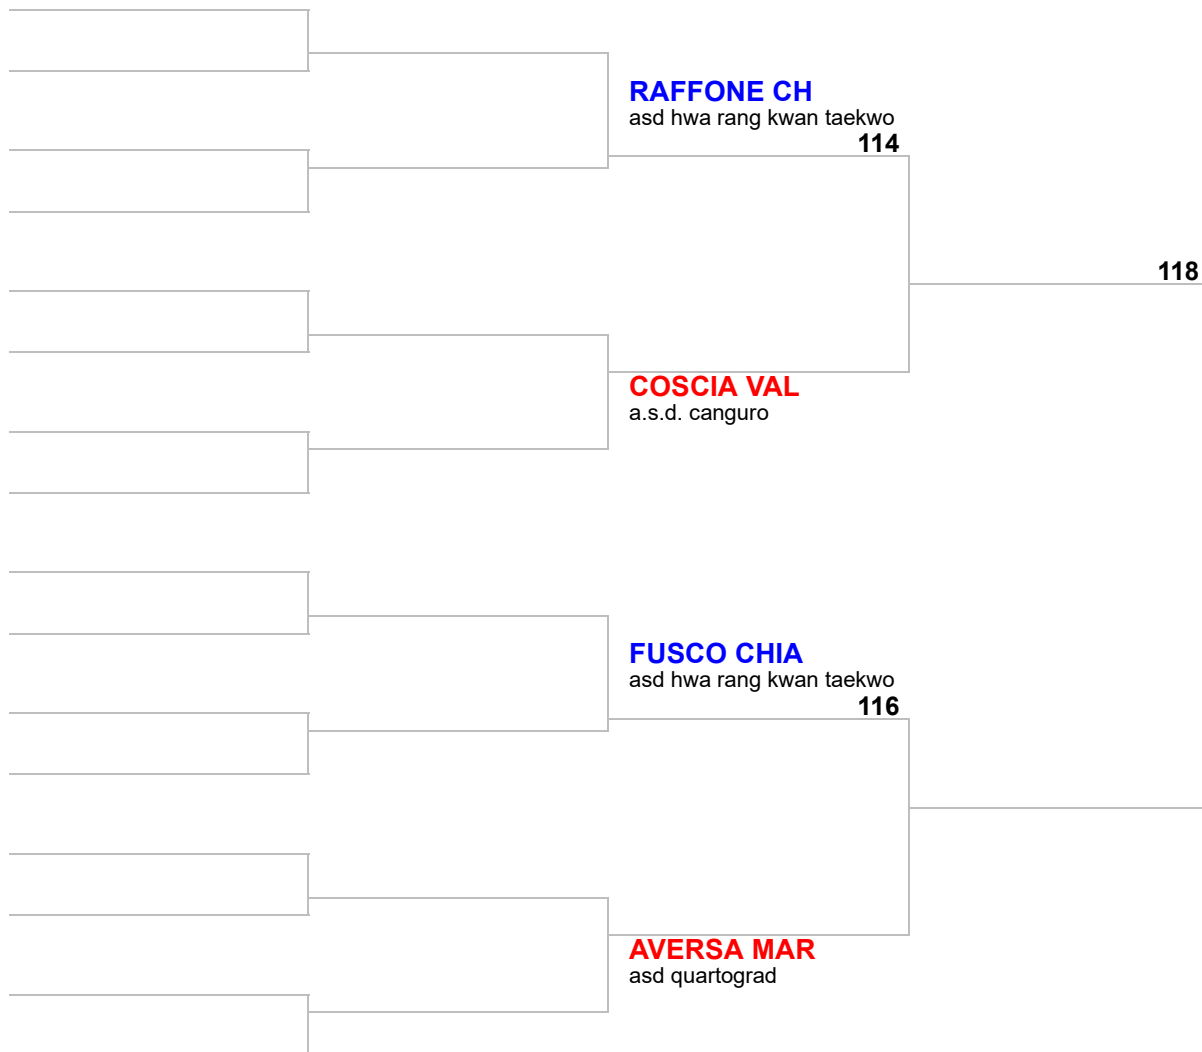 RAFFONE CH
asd hwa rang kwan taekwo
114
118
COSCIA VAL
a.s.d. canguro
FUSCO CHIA
asd hwa rang kwan taekwo
116
AVERSA MAR
asd quartograd